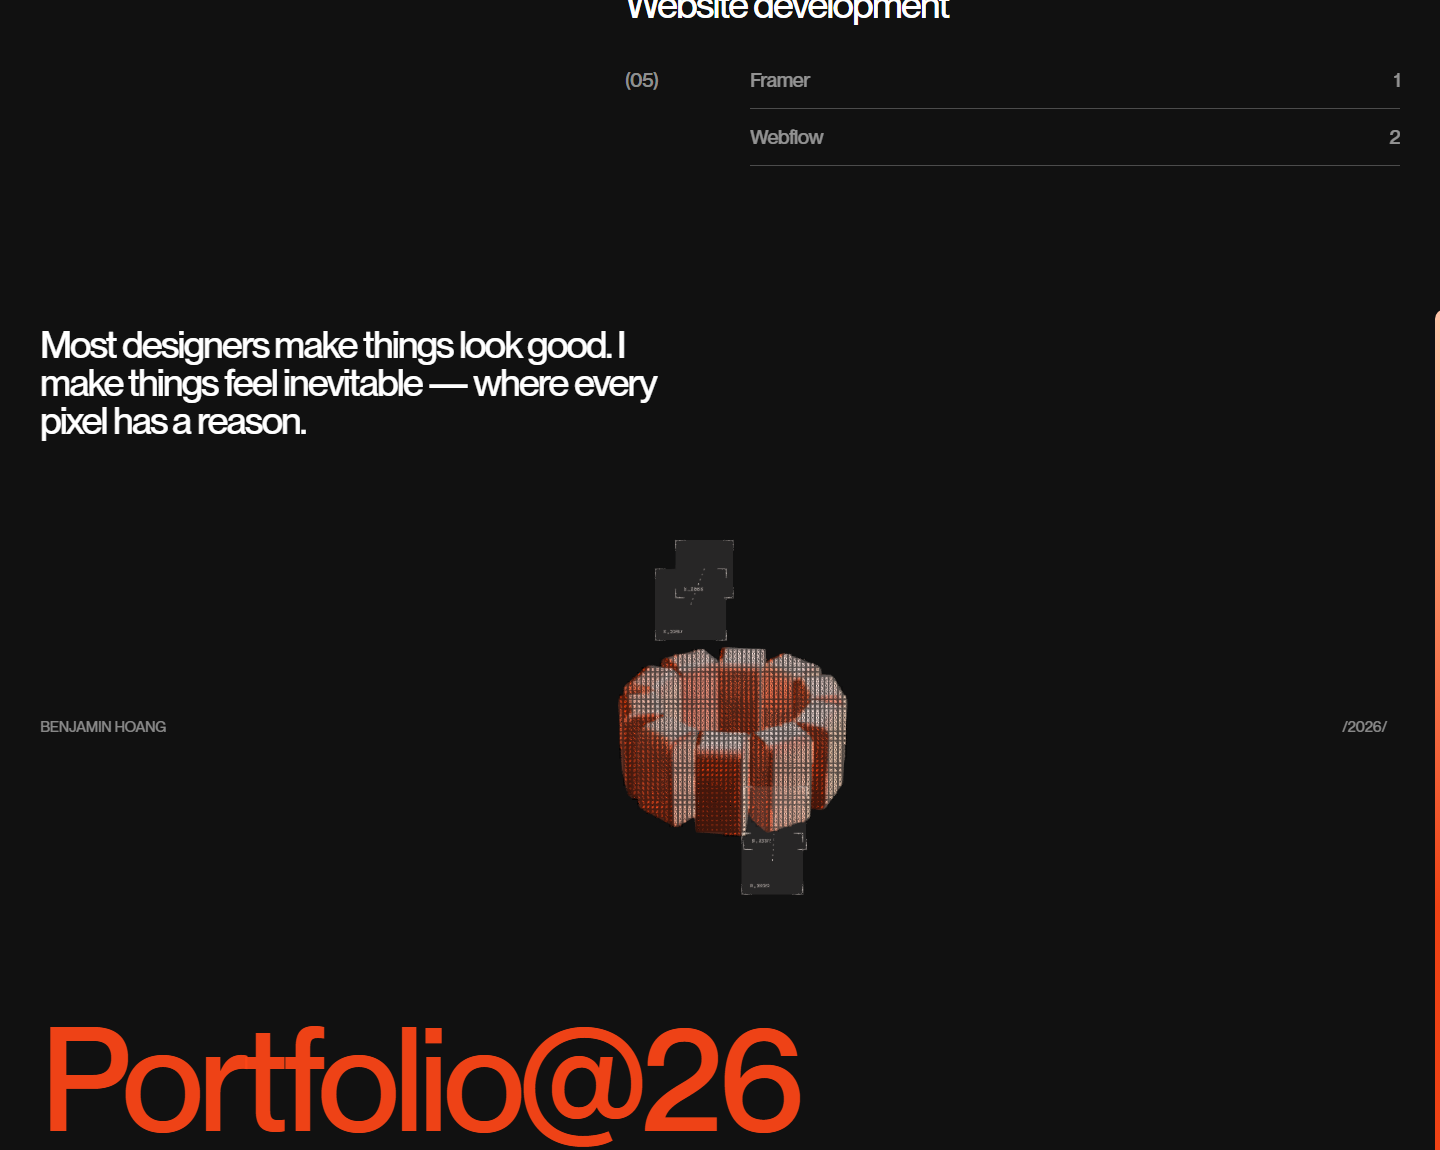 Website development
(05)
Framer 1
Webflow 2
Most designers make things look good. I
make things feel inevitable — where every
pixel has a reason.
BENJAMIN HOANG
/2026/
Portfolio@26